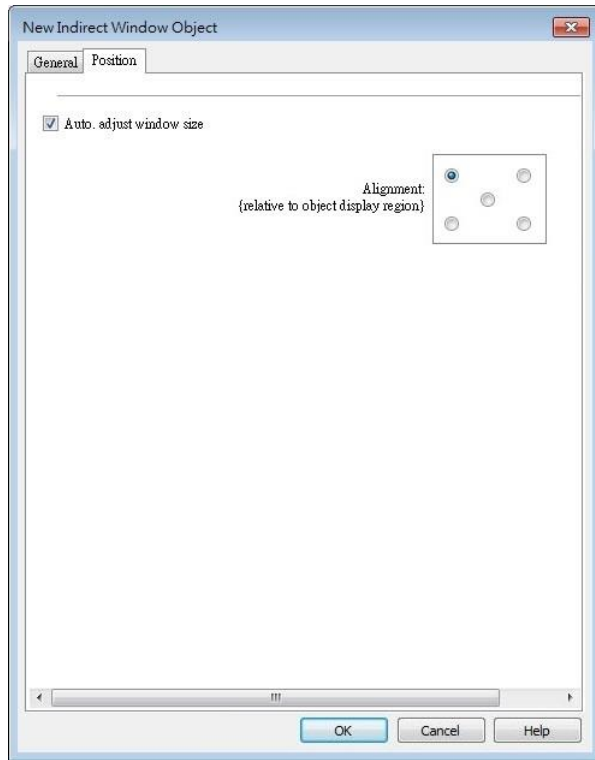 New Indirect Window Object
General Position
Auto. adjust window size
Alignment:
{relative to object display region}
OK Cancel Help